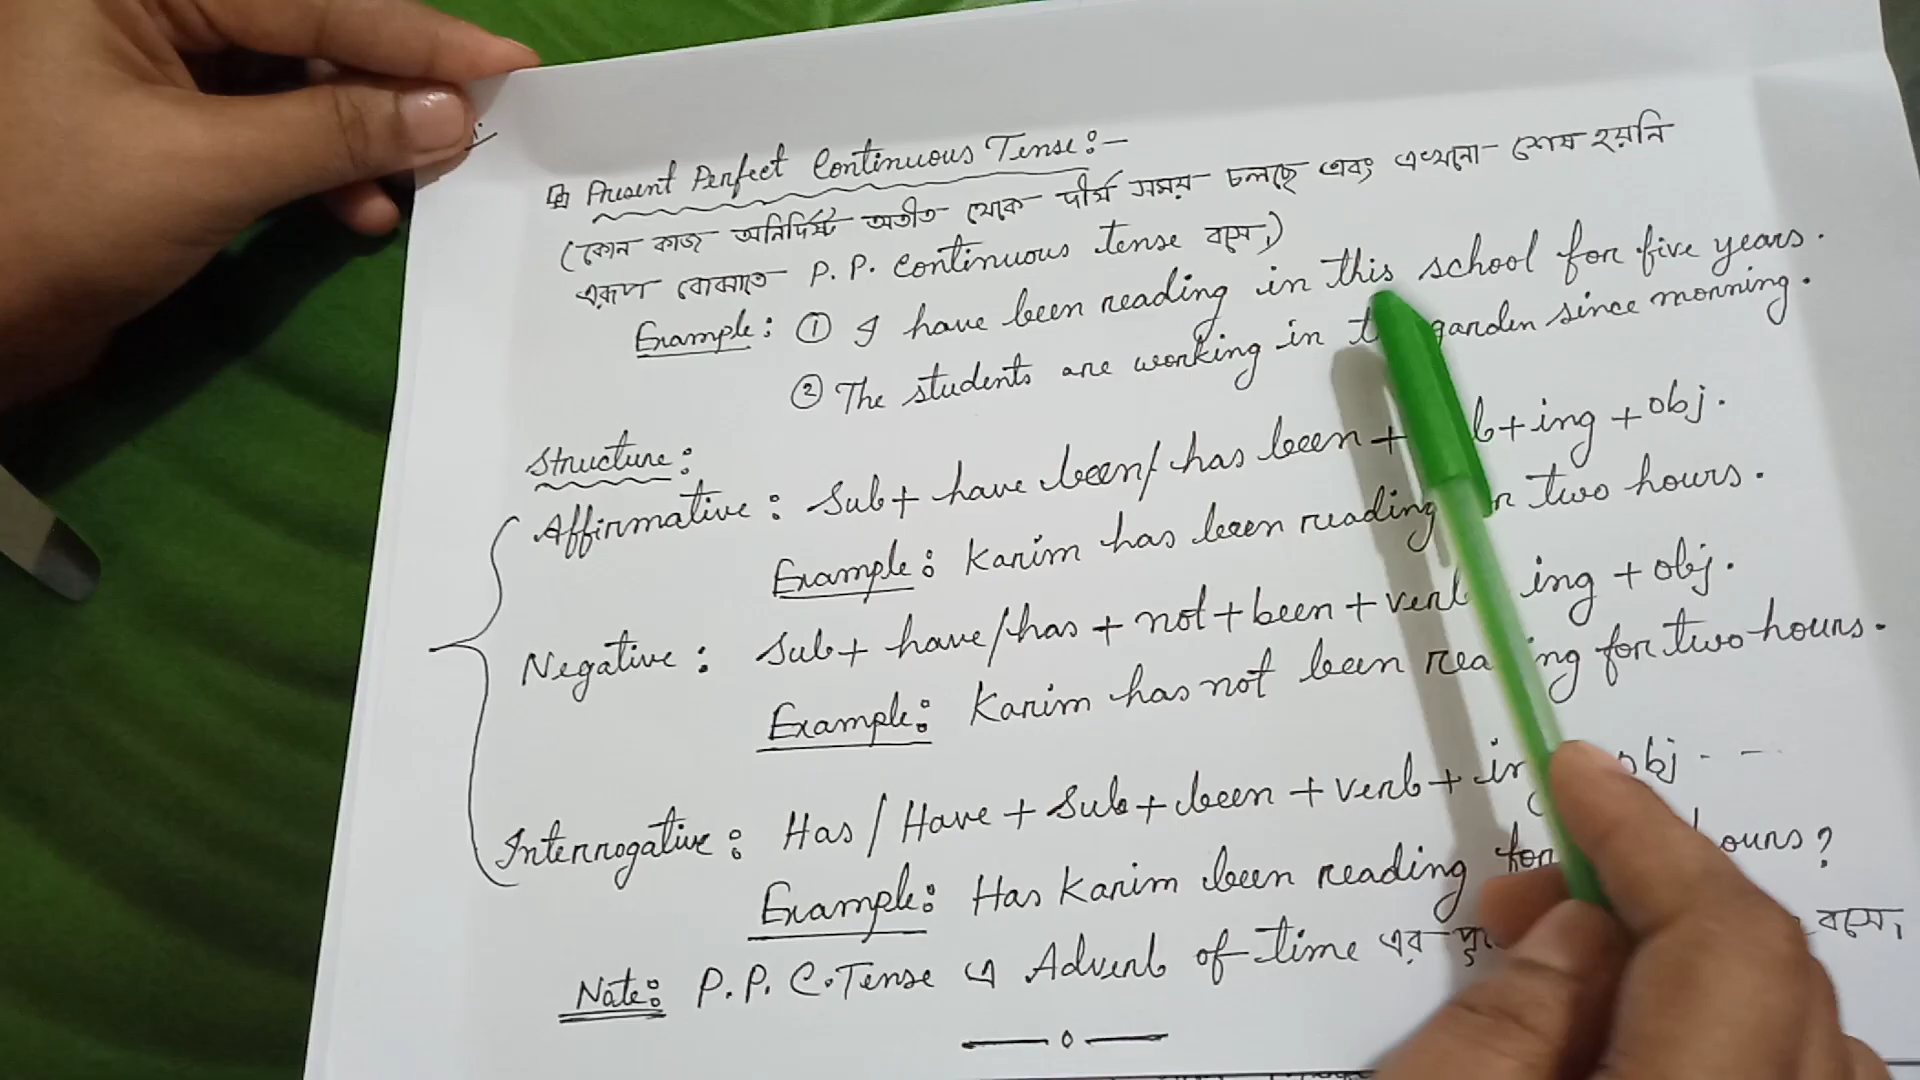 Present Perfect Continuous Tense:-
(কোন কাজ অনির্দিষ্ট অতীত থেকে দীর্ঘ সময় চলছে এবং এখনো শেষ হয়নি
এরূপ বোঝাতে P. P. Continuous tense বসে।)
Example: ① I have been reading in this school for five years.
② The students are working in garden since morning.
Structure:
Affirmative: Sub + have been/has been + + ing + obj.
Example: Karim has been reading two hours.
Negative: Sub + have/has + not + been + verb ing + obj.
Example: Karim has not been reading for two hours.
Interrogative: Has/Have + Sub + been + verb + ing obj. -
Example: Has Karim been reading for hours?
Note: P. P. C. Tense এ Adverb of time এর বসে।